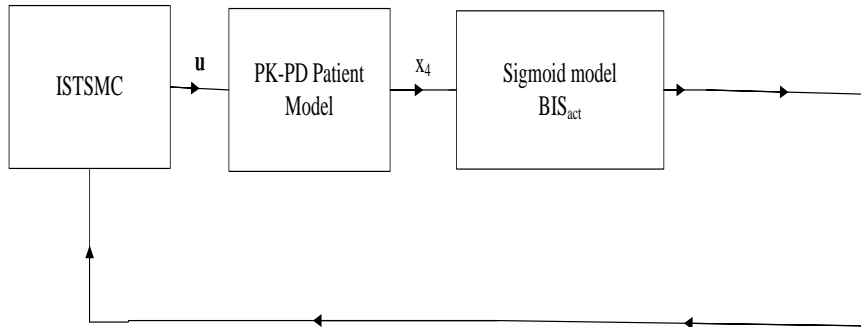 ISTSMC
u
PK-PD Patient
Model
x₄
Sigmoid model
BISₐcₜ